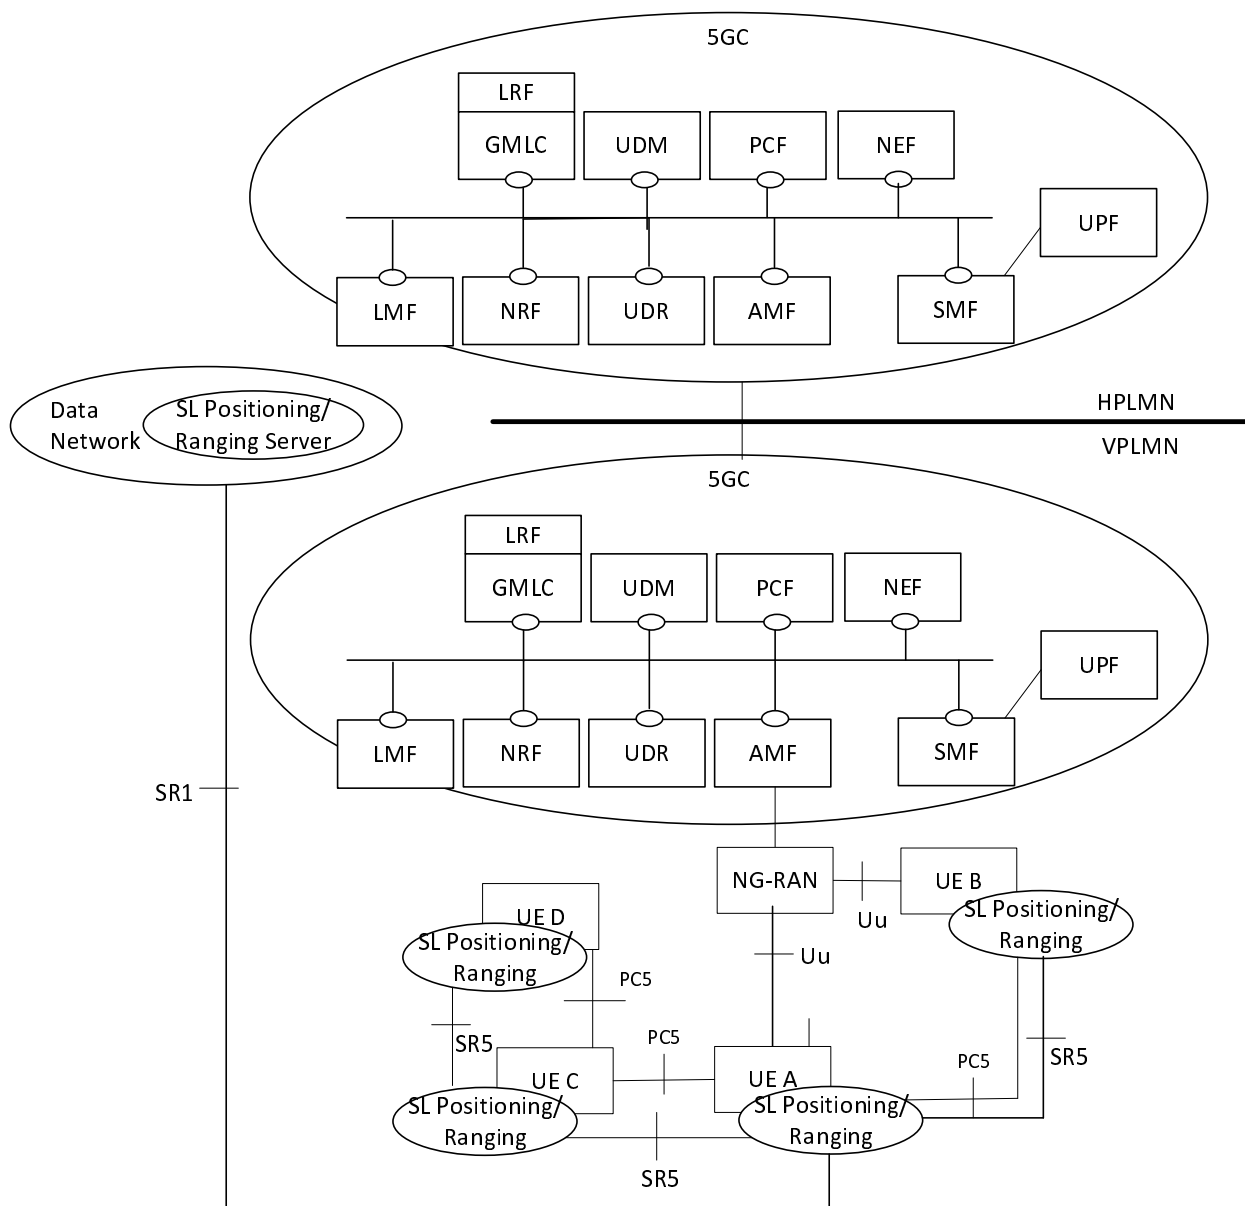 5GC
LRF
GMLC
UDM
PCF
NEF
UPF
LMF
NRF
UDR
AMF
SMF
Data
Network
SL Positioning/
Ranging Server
HPLMN
VPLMN
5GC
LRF
GMLC
UDM
PCF
NEF
UPF
LMF
NRF
UDR
AMF
SMF
SR1
NG-RAN
Uu
UE B
SL Positioning/
Ranging
UE D
SL Positioning/
Ranging
Uu
PC5
SR5
PC5
PC5
SR5
UE C
SL Positioning/
Ranging
UE A
SL Positioning/
Ranging
SR5